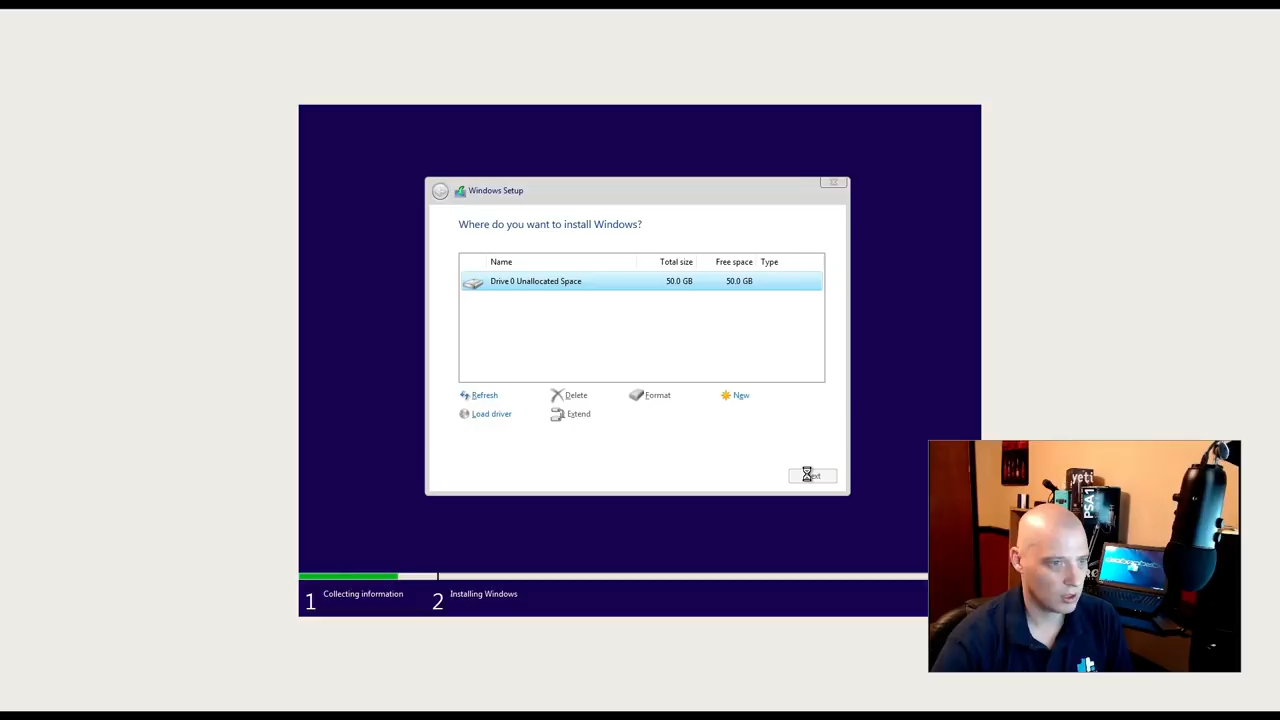 Windows Setup
Where do you want to install Windows?
Name Total size Free space Type
Drive 0 Unallocated Space 50.0 GB 50.0 GB
Refresh Delete Format New
Load driver Extend
yeti
PSA1
1 Collecting information 2 Installing Windows